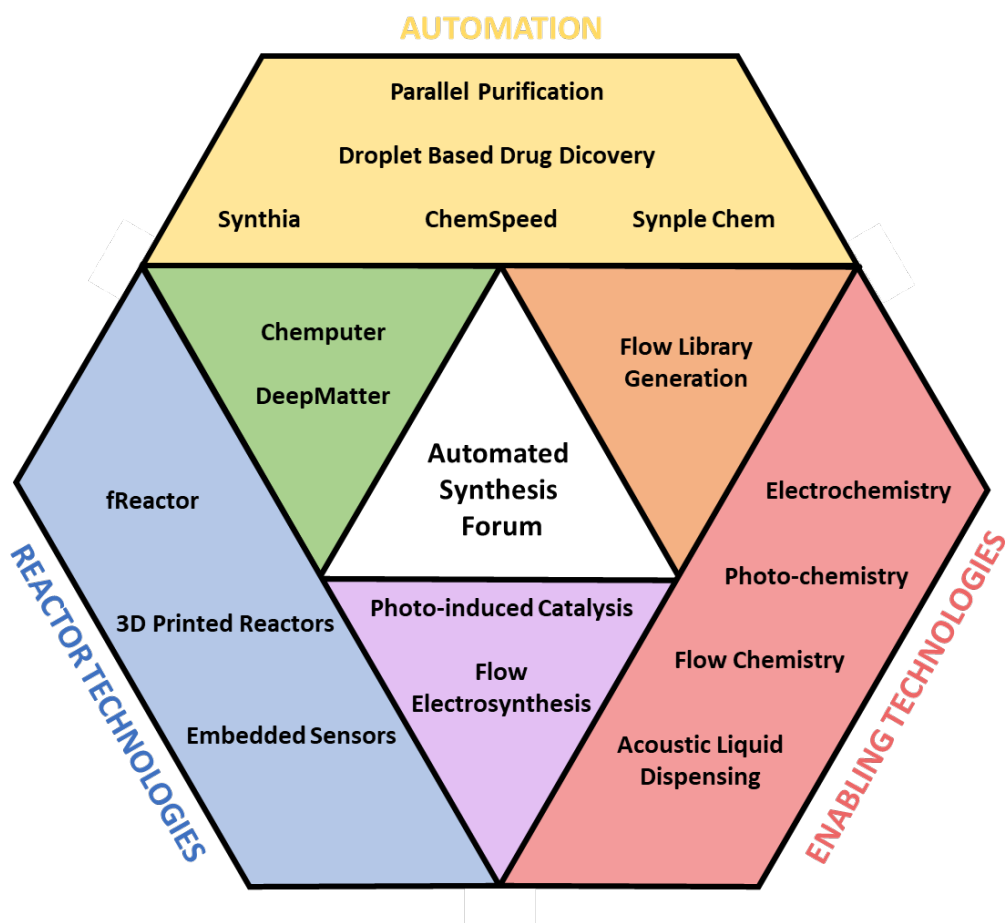 AUTOMATION
Parallel Purification
Droplet Based Drug Dicovery
Synthia
ChemSpeed
Synple Chem
Chemputer
DeepMatter
Flow Library
Generation
Automated
Synthesis
Forum
fReactor
3D Printed Reactors
Embedded Sensors
REACTOR TECHNOLOGIES
Photo-induced Catalysis
Flow
Electrosynthesis
Electrochemistry
Photo-chemistry
Flow Chemistry
Acoustic Liquid
Dispensing
ENABLING TECHNOLOGIES